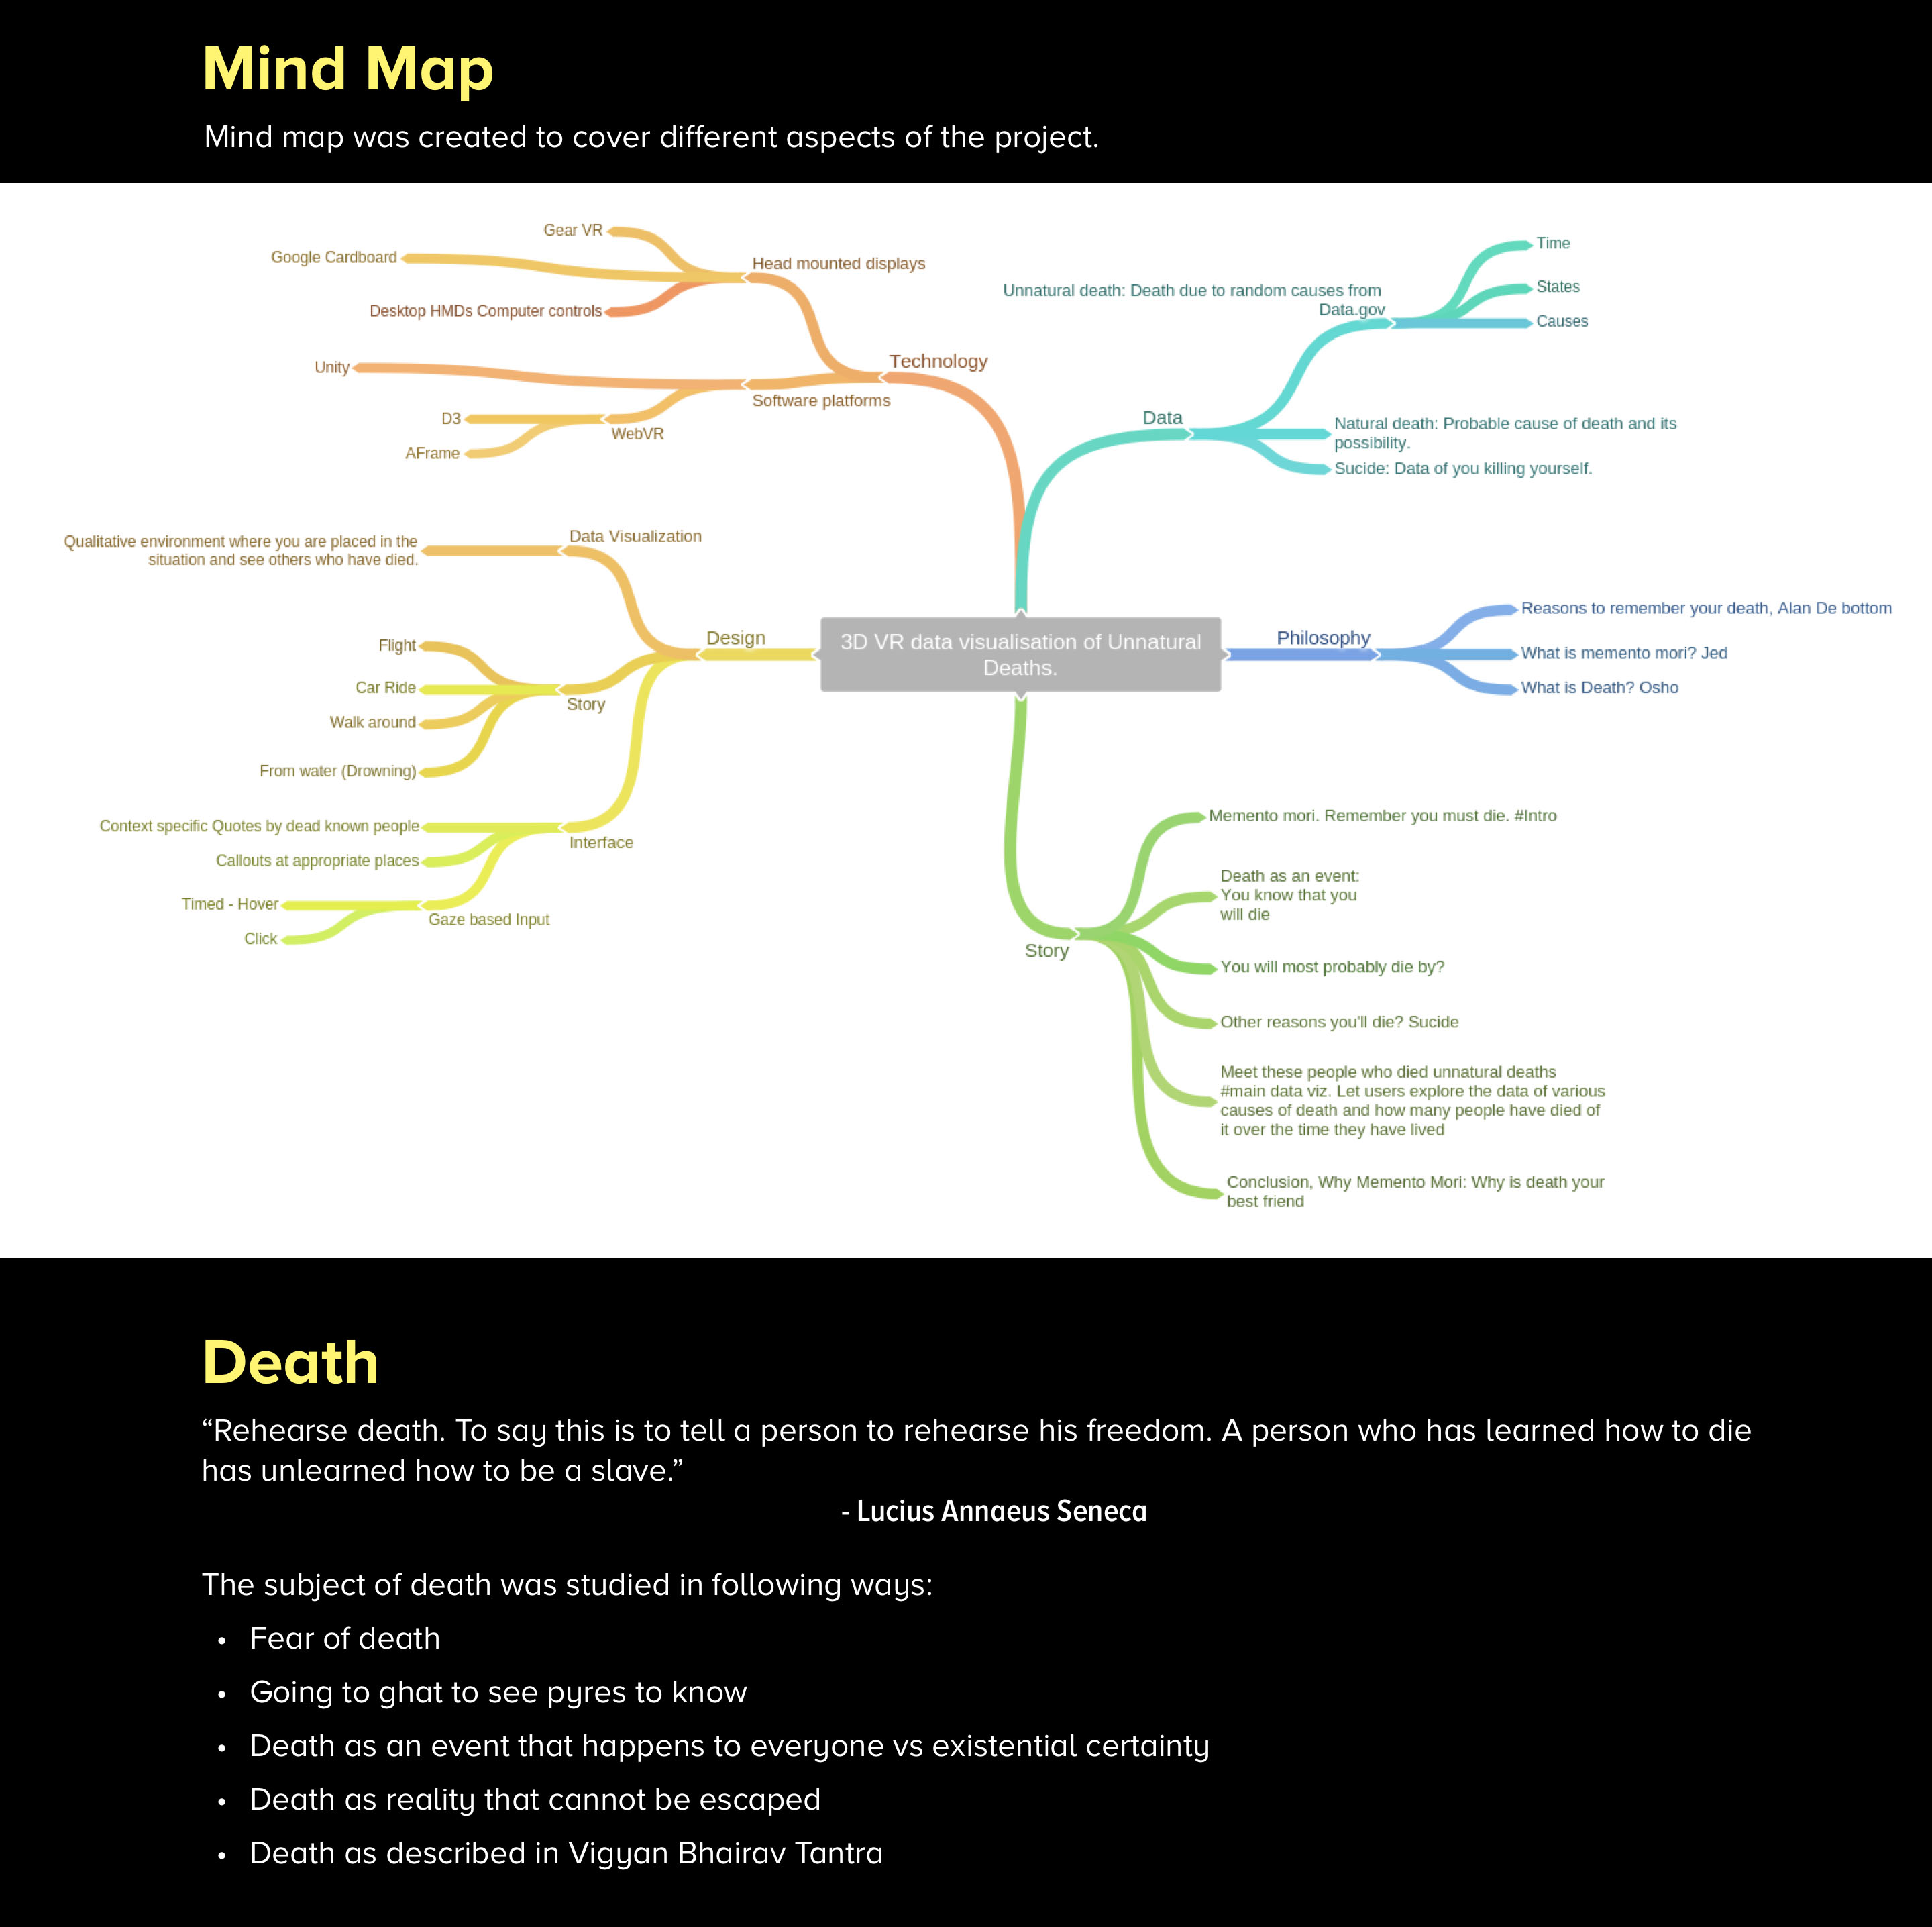 Mind Map
Mind map was created to cover different aspects of the project.
Gear VR
Google Cardboard
Desktop HMDs Computer controls
Head mounted displays
Unity
D3
AFrame
WebVR
Software platforms
Technology
Unnatural death: Death due to random causes from
Data.gov
Time
States
Causes
Data
Natural death: Probable cause of death and its
possibility.
Sucide: Data of you killing yourself.
Qualitative environment where you are placed in the
situation and see others who have died.
Data Visualization
Flight
Car Ride
Walk around
From water (Drowning)
Story
Design
Context specific Quotes by dead known people
Callouts at appropriate places
Timed - Hover
Click
Gaze based Input
Interface
3D VR data visualisation of Unnatural
Deaths.
Philosophy
Reasons to remember your death, Alan De bottom
What is memento mori? Jed
What is Death? Osho
Story
Memento mori. Remember you must die. #Intro
Death as an event:
You know that you
will die
You will most probably die by?
Other reasons you'll die? Sucide
Meet these people who died unnatural deaths
#main data viz. Let users explore the data of various
causes of death and how many people have died of
it over the time they have lived
Conclusion, Why Memento Mori: Why is death your
best friend
Death
“Rehearse death. To say this is to tell a person to rehearse his freedom. A person who has learned how to die
has unlearned how to be a slave.”
- Lucius Annaeus Seneca
The subject of death was studied in following ways:
• Fear of death
• Going to ghat to see pyres to know
• Death as an event that happens to everyone vs existential certainty
• Death as reality that cannot be escaped
• Death as described in Vigyan Bhairav Tantra